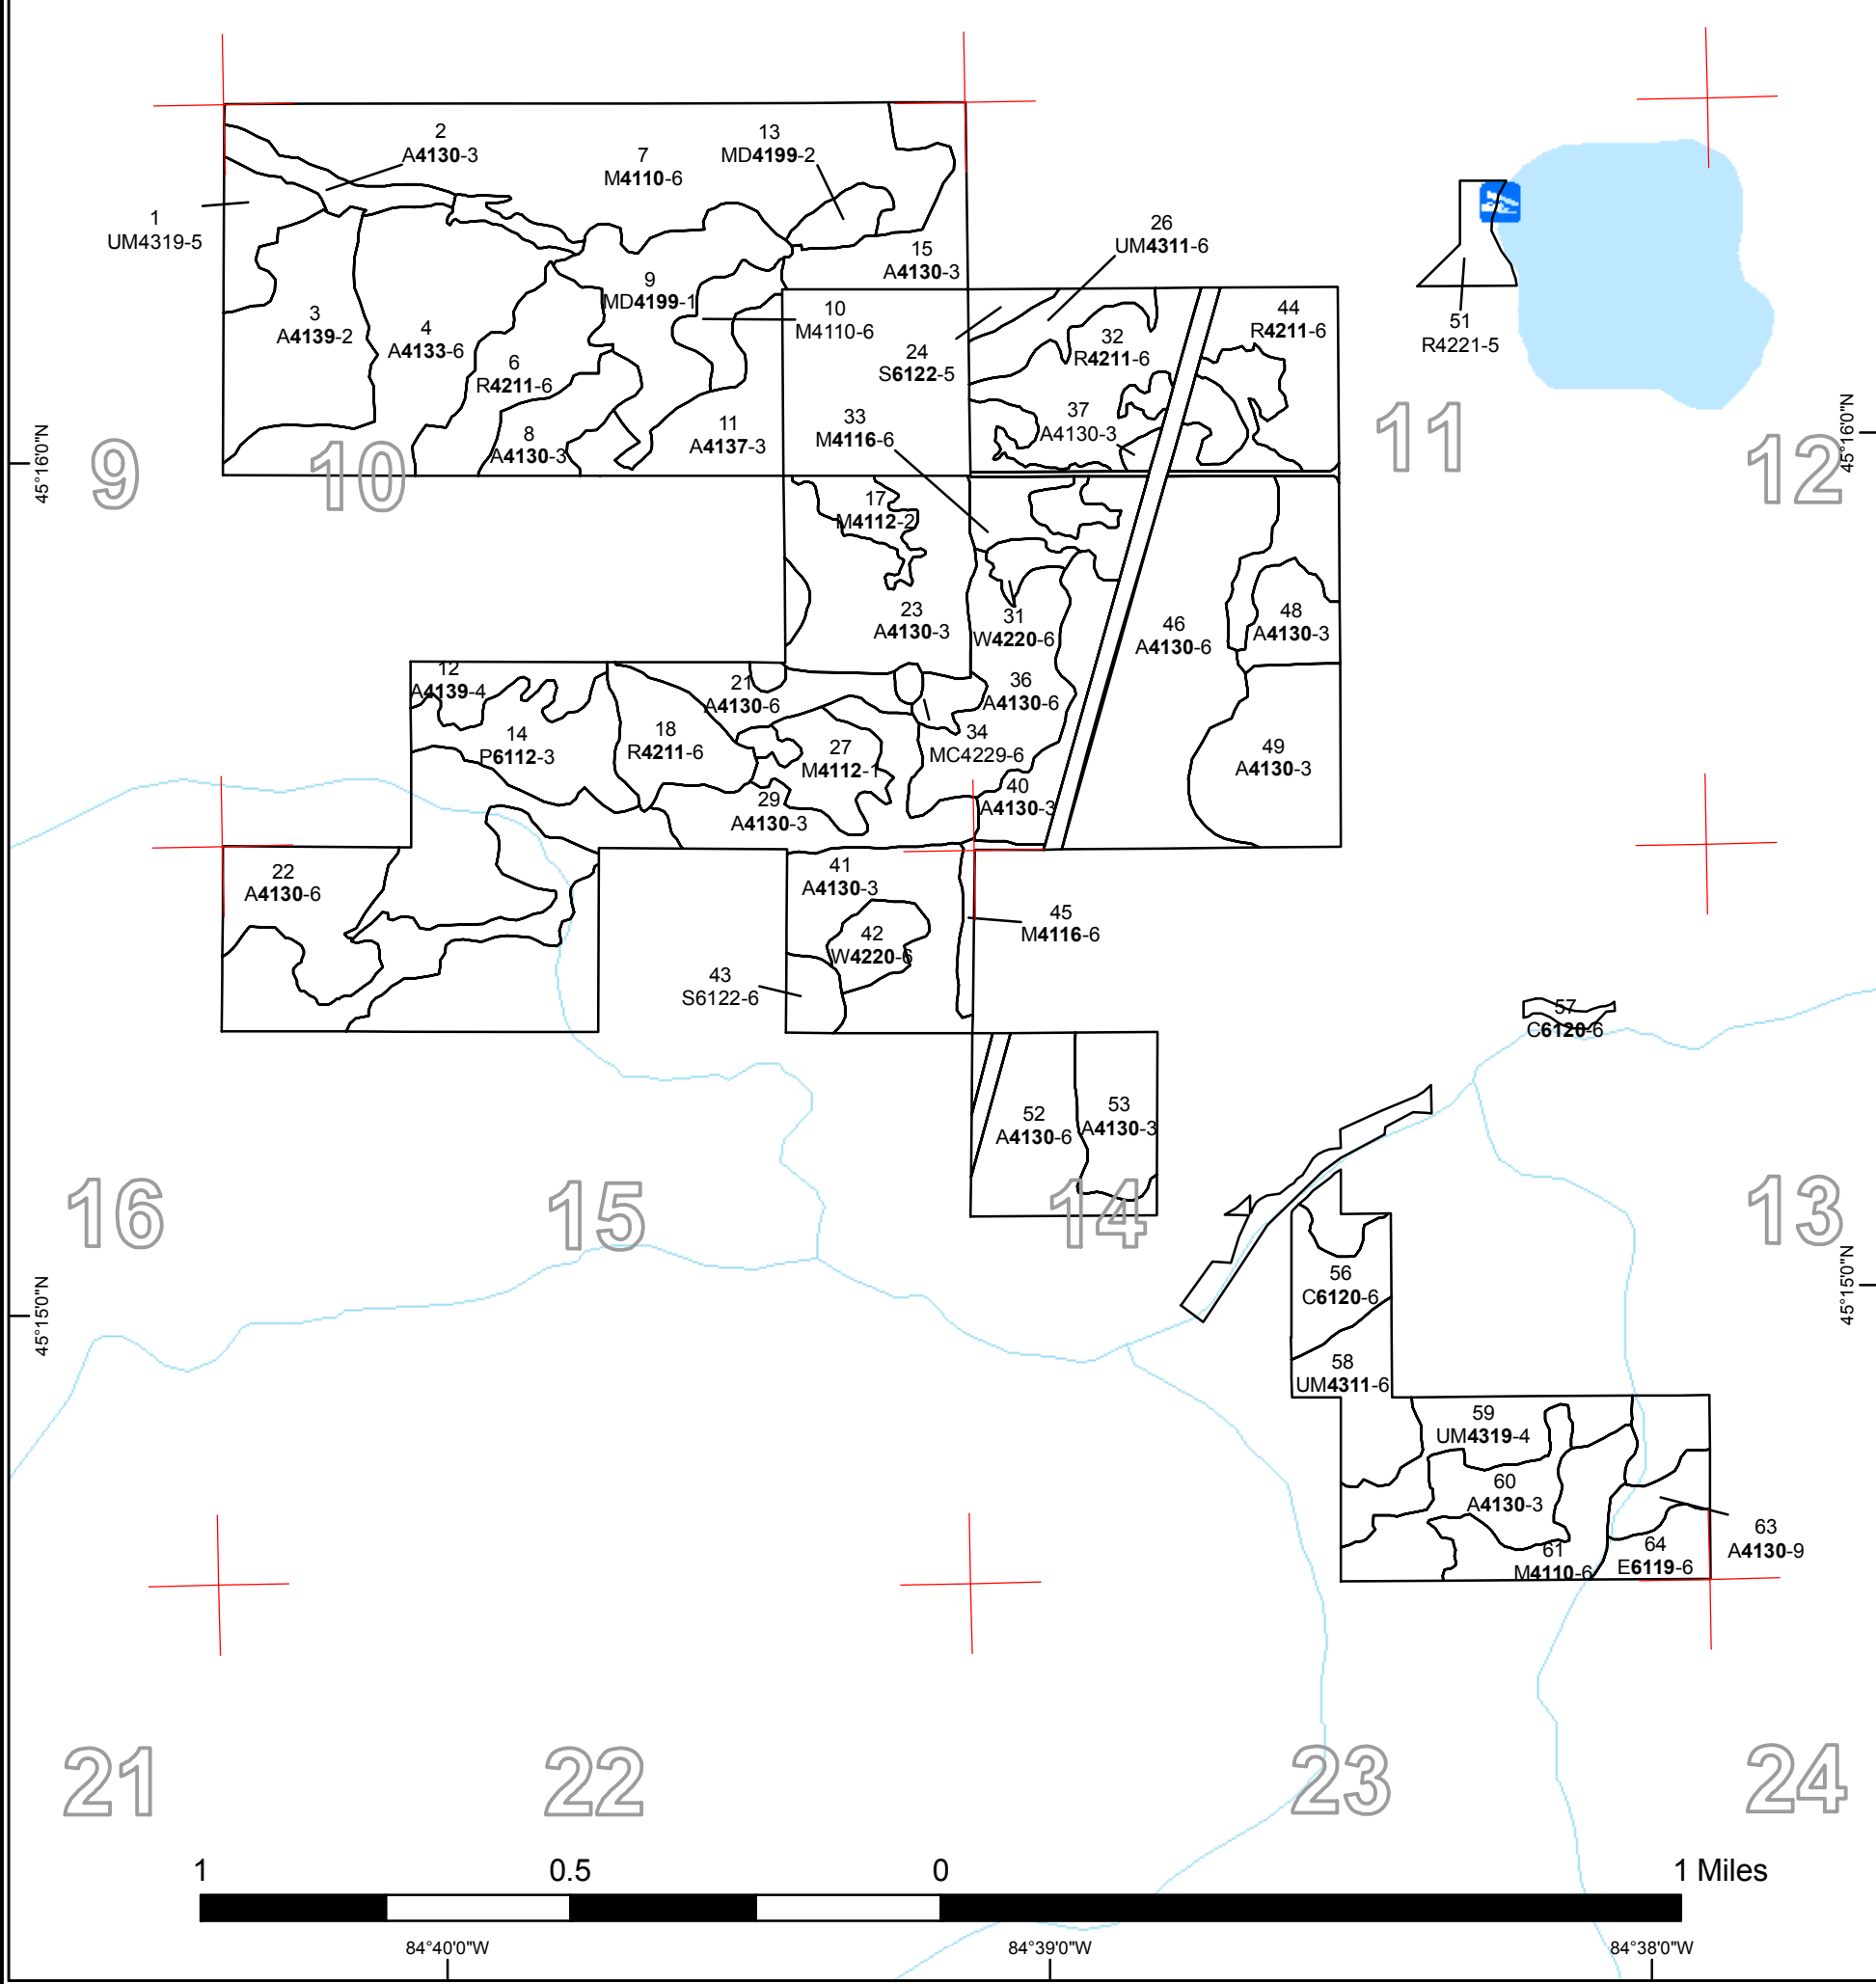 2
A4130-3
13
MD4199-2
7
M4110-6
1
UM4319-5
26
UM4311-6
15
A4130-3
9
MD4199-1
3
A4139-2
4
A4133-6
10
M4110-6
44
R4211-6
51
R4221-5
32
R4211-6
24
S6122-5
6
R4211-6
33
M4116-6
37
A4130-3
11
A4137-3
8
A4130-3
9
10
11
12
45°16'0"N
45°16'0"N
17
M4112-2
23
A4130-3
31
W4220-6
46
A4130-6
48
A4130-3
12
A4139-4
21
A4130-6
36
A4130-6
14
P6112-3
18
R4211-6
27
M4112-1
34
MC4229-6
49
A4130-3
29
A4130-3
40
A4130-3
22
A4130-6
41
A4130-3
45
M4116-6
42
W4220-6
43
S6122-6
57
C6120-6
52
A4130-6
53
A4130-3
16
15
14
13
45°15'0"N
45°15'0"N
56
C6120-6
58
UM4311-6
59
UM4319-4
60
A4130-3
61
M4110-6
64
E6119-6
63
A4130-9
21
22
23
24
1 0.5 0 1 Miles
84°40'0"W 84°39'0"W 84°38'0"W